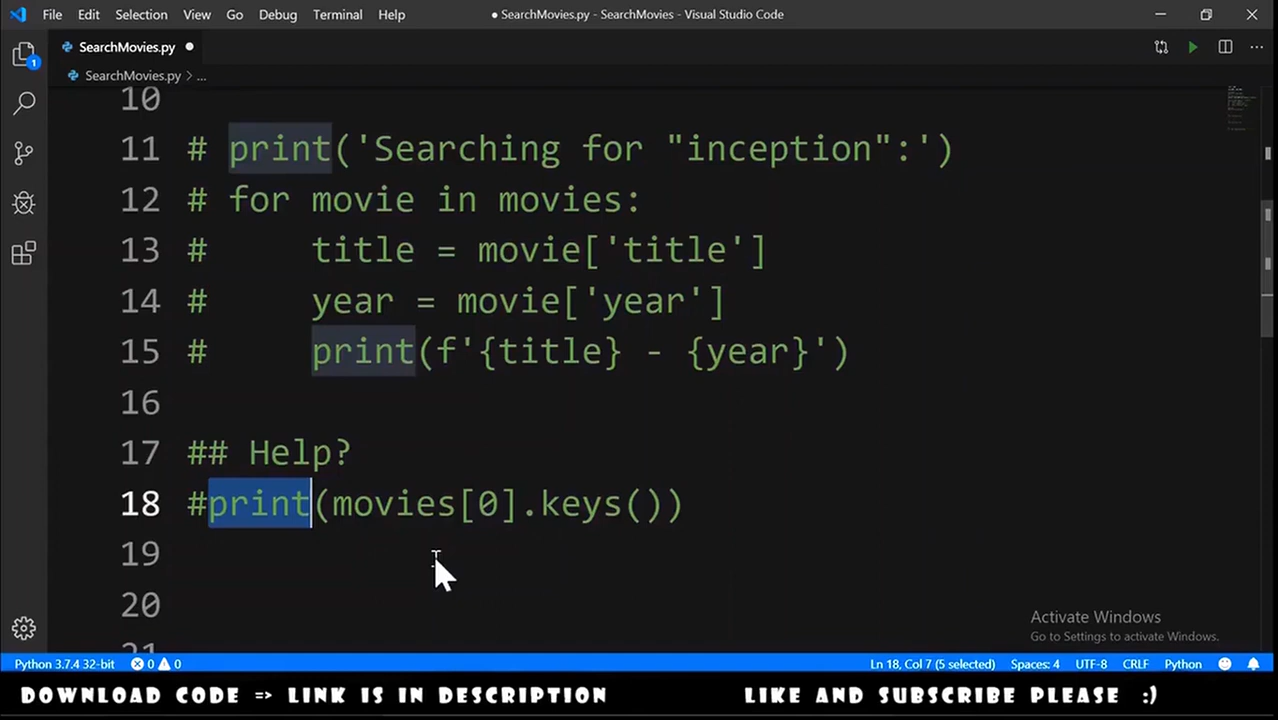 File Edit Selection View Go Debug Terminal Help ● SearchMovies.py - SearchMovies - Visual Studio Code
SearchMovies.py ●
SearchMovies.py > ...
10
11 # print('Searching for "inception":')
12 # for movie in movies:
13 #     title = movie['title']
14 #     year = movie['year']
15 #     print(f'{title} - {year}')
16
17 ## Help?
18 #print(movies[0].keys())
19
20
21
1
Activate Windows
Go to Settings to activate Windows.
Python 3.7.4 32-bit 0 0 Ln 18, Col 7 (5 selected) Spaces: 4 UTF-8 CRLF Python
DOWNLOAD CODE => LINK IS IN DESCRIPTION LIKE AND SUBSCRIBE PLEASE :)